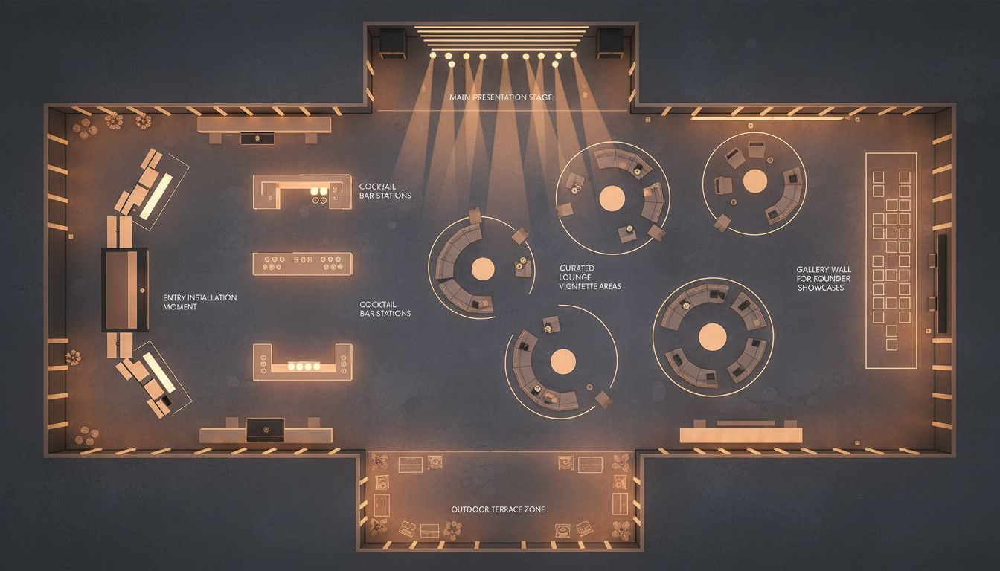 MAIN PRESENTATION STAGE
COCKTAIL
BAR STATIONS
CURATED
LOUNGE
VIGNETTE AREAS
GALLERY WALL
FOR FOUNDER
SHOWCASES
ENTRY INSTALLATION
MOMENT
COCKTAIL
BAR STATIONS
OUTDOOR TERRACE ZONE